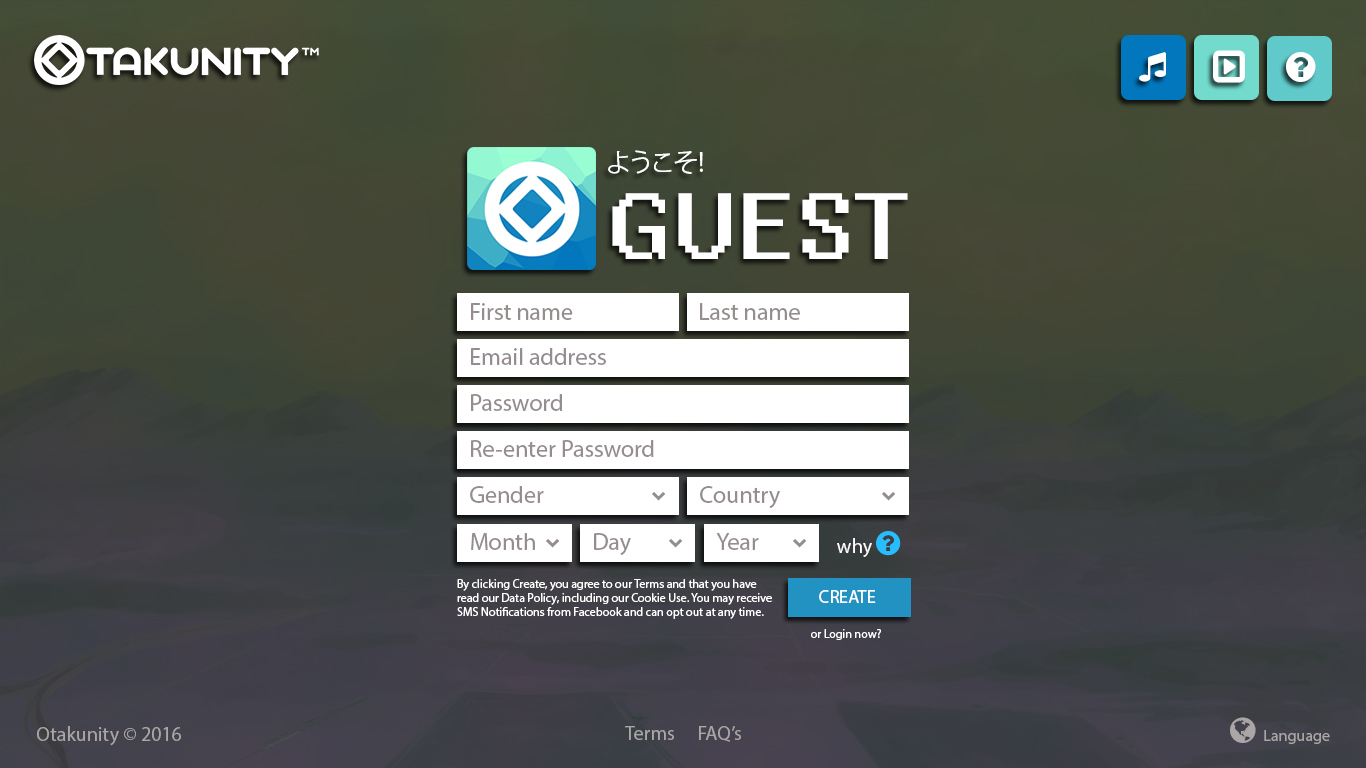 OTAKUNITY™
ようこそ!
GUEST
First name
Last name
Email address
Password
Re-enter Password
Gender
Country
Month
Day
Year
why ?
By clicking Create, you agree to our Terms and that you have
read our Data Policy, including our Cookie Use. You may receive
SMS Notifications from Facebook and can opt out at any time.
CREATE
or Login now?
Otakunity © 2016
Terms
FAQ's
Language